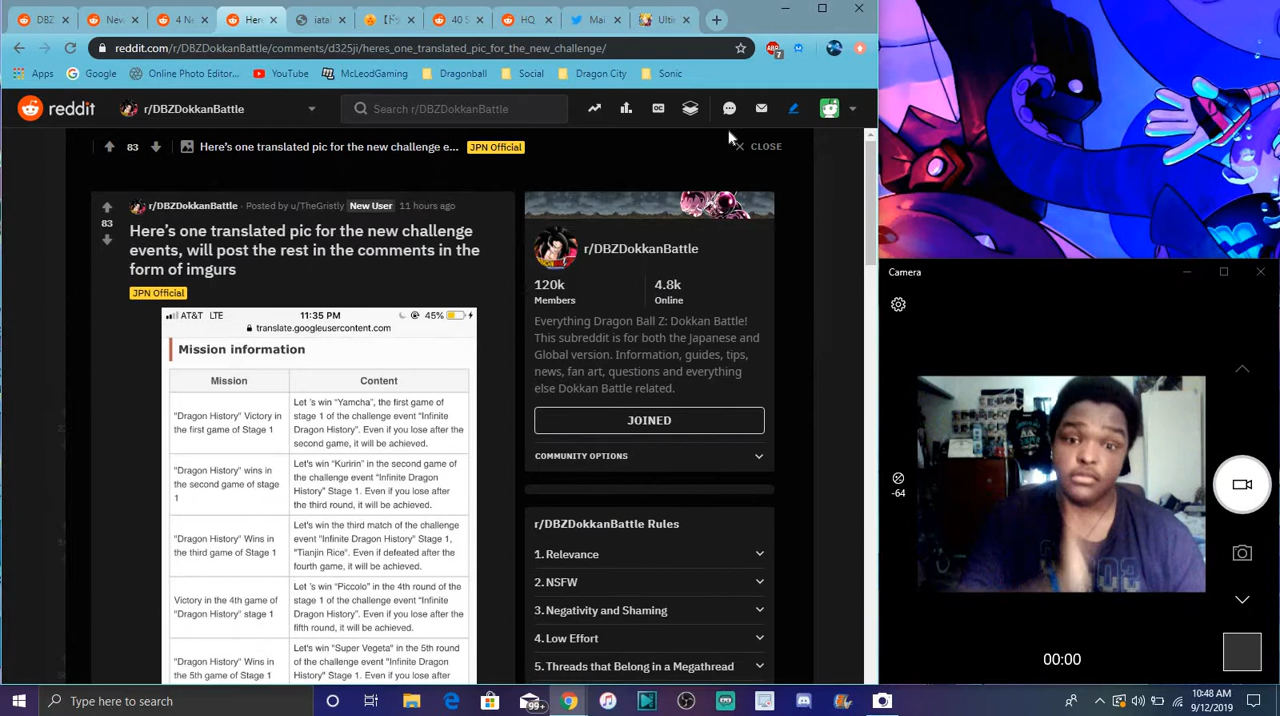 DBZ
Nev
4 Ne
Here
iatal
40 S
HQ
Mai
Ultin
reddit.com/r/DBZDokkanBattle/comments/d325ji/heres_one_translated_pic_for_the_new_challenge/
Apps
Google
Online Photo Editor...
YouTube
McLeodGaming
Dragonball
Social
Dragon City
Sonic
reddit
r/DBZDokkanBattle
Search r/DBZDokkanBattle
83
Here's one translated pic for the new challenge e...
JPN Official
CLOSE
r/DBZDokkanBattle · Posted by u/TheGristly New User 11 hours ago
83
Here's one translated pic for the new challenge
events, will post the rest in the comments in the
form of imgurs
JPN Official
AT&T LTE
11:35 PM
45%
translate.googleusercontent.com
Mission information
Mission
Content
"Dragon History" Victory in
the first game of Stage 1
Let 's win "Yamcha", the first game of
stage 1 of the challenge event "Infinite
Dragon History". Even if you lose after
the second game, it will be achieved.
"Dragon History" wins in
the second game of stage
1
Let's win "Kuririn" in the second game of
the challenge event "Infinite Dragon
History" Stage 1. Even if you lose after
the third round, it will be achieved.
"Dragon History" Wins in
the third game of Stage 1
Let's win the third match of the challenge
event "Infinite Dragon History" Stage 1,
"Tianjin Rice". Even if defeated after the
fourth game, it will be achieved.
Victory in the 4th game of
"Dragon History" stage 1
Let 's win "Piccolo" in the 4th round of the
stage 1 of the challenge event "Infinite
Dragon History". Even if you lose after the
fifth round, it will be achieved.
"Dragon History" Wins in
the 5th game of Stage 1
Let's win "Super Vegeta" in the 5th round
of the challenge event "Infinite Dragon
r/DBZDokkanBattle
120k
Members
4.8k
Online
Everything Dragon Ball Z: Dokkan Battle!
This subreddit is for both the Japanese and
Global version. Information, guides, tips,
news, fan art, questions and everything
else Dokkan Battle related.
JOINED
COMMUNITY OPTIONS
r/DBZDokkanBattle Rules
1. Relevance
2. NSFW
3. Negativity and Shaming
4. Low Effort
5. Threads that Belong in a Megathread
Camera
-64
00:00
Type here to search
99+
10:48 AM
9/12/2019